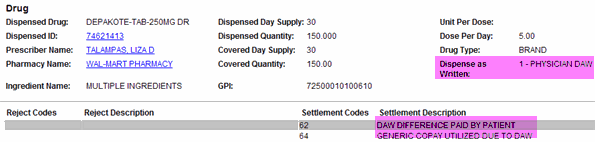 Drug
Dispensed Drug: DEPAKOTE-TAB-250MG DR Dispensed Day Supply: 30 Unit Per Dose:
Dispensed ID: 74621413 Dispensed Quantity: 150.000 Dose Per Day: 5.00
Prescriber Name: TALAMPAS, LIZA D Covered Day Supply: 30 Drug Type: BRAND
Pharmacy Name: WAL-MART PHARMACY Covered Quantity: 150.00 Dispense as Written: 1 - PHYSICIAN DAW
Ingredient Name: MULTIPLE INGREDIENTS GPI: 72500010100610
Reject Codes Reject Description Settlement Codes Settlement Description
62 DAW DIFFERENCE PAID BY PATIENT
64 GENERIC COPAY UTILIZED DUE TO DAW